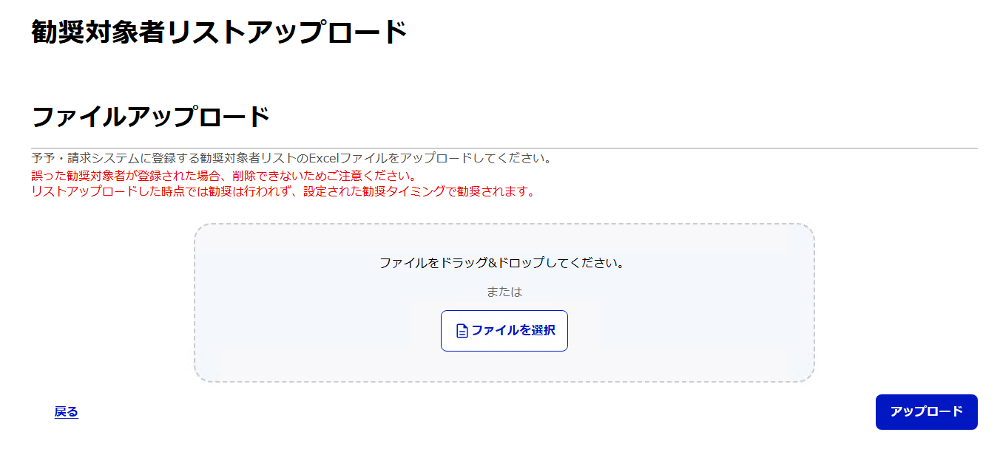 勧奨対象者リストアップロード
ファイルアップロード
予予・請求システムに登録する勧奨対象者リストのExcelファイルをアップロードしてください。
誤った勧奨対象者が登録された場合、削除できないためご注意ください。
リストアップロードした時点では勧奨は行われず、設定された勧奨タイミングで勧奨されます。
ファイルをドラッグ&ドロップしてください。
または
ファイルを選択
戻る
アップロード